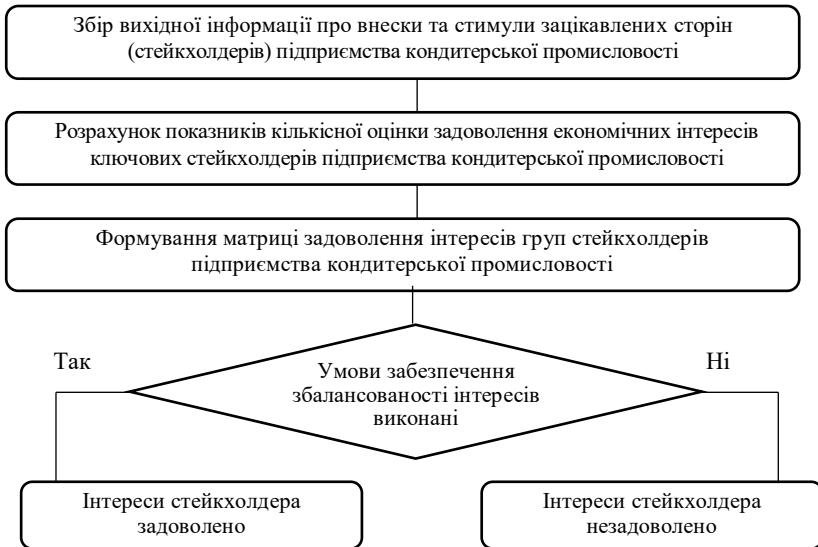 Збір вихідної інформації про внески та стимули зацікавлених сторін
(стейкхолдерів) підприємства кондитерської промисловості
Розрахунок показників кількісної оцінки задоволення економічних інтересів
ключових стейкхолдерів підприємства кондитерської промисловості
Формування матриці задоволення інтересів груп стейкхолдерів
підприємства кондитерської промисловості
Так
Ні
Умови забезпечення
збалансованості інтересів
виконані
Інтереси стейкхолдера
задоволено
Інтереси стейкхолдера
незадоволено